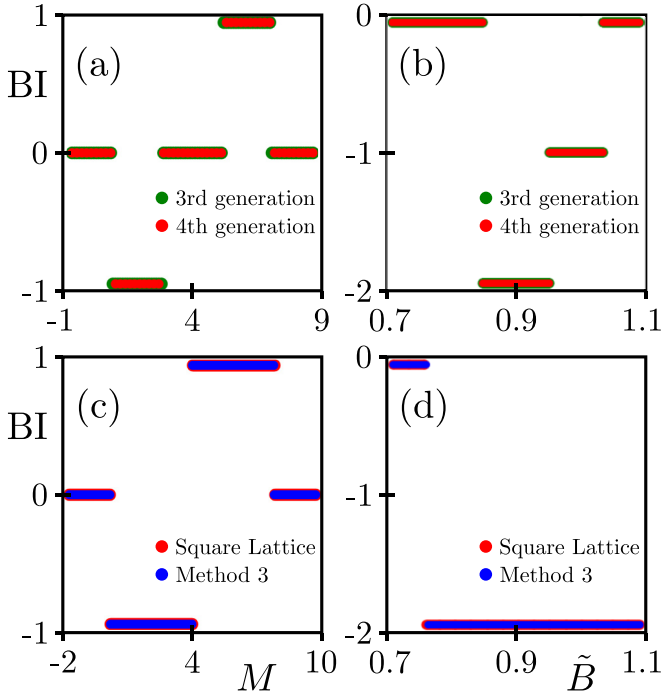 1
(a)
BI
0
3rd generation
4th generation
-1
-1 4 9
0
(b)
-1
3rd generation
4th generation
-2
0.7 0.9 1.1
1
(c)
BI
0
Square Lattice
Method 3
-1
-2 4 M 10
0
(d)
-1
Square Lattice
Method 3
-2
0.7 0.9 B̃ 1.1